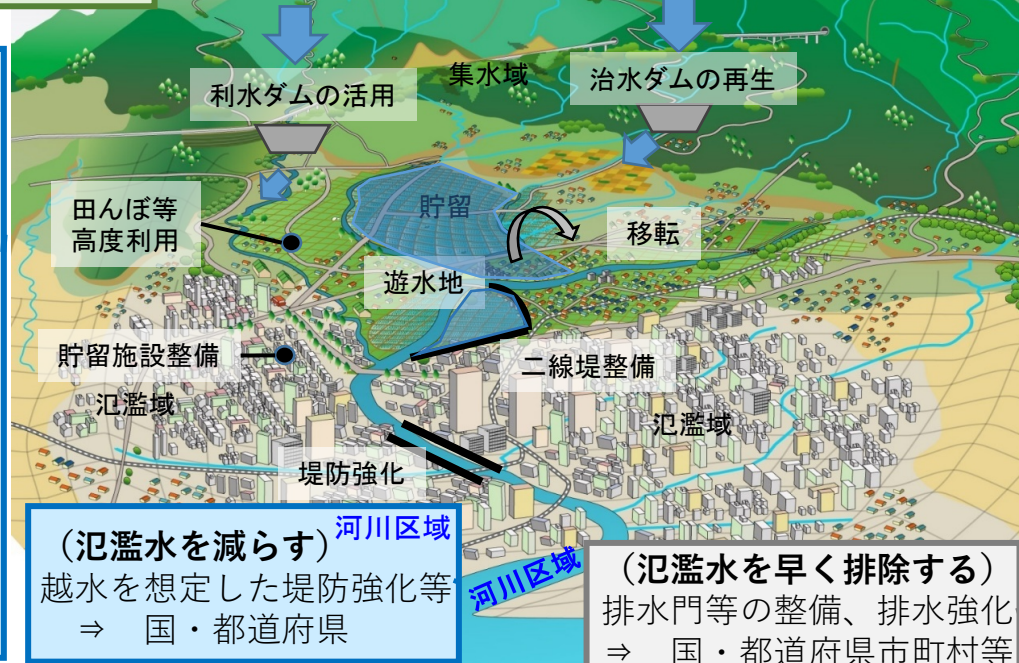 利水ダムの活用
集水域
治水ダムの再生
田んぼ等
高度利用
貯留
移転
遊水地
貯留施設整備
二線堤整備
氾濫域
氾濫域
堤防強化
（氾濫水を減らす）
河川区域
越水を想定した堤防強化等
⇒ 国・都道府県
河川区域
（氾濫水を早く排除する）
排水門等の整備、排水強化
⇒ 国・都道府県市町村等